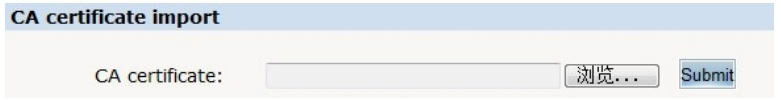 CA certificate import
CA certificate: 浏览... Submit